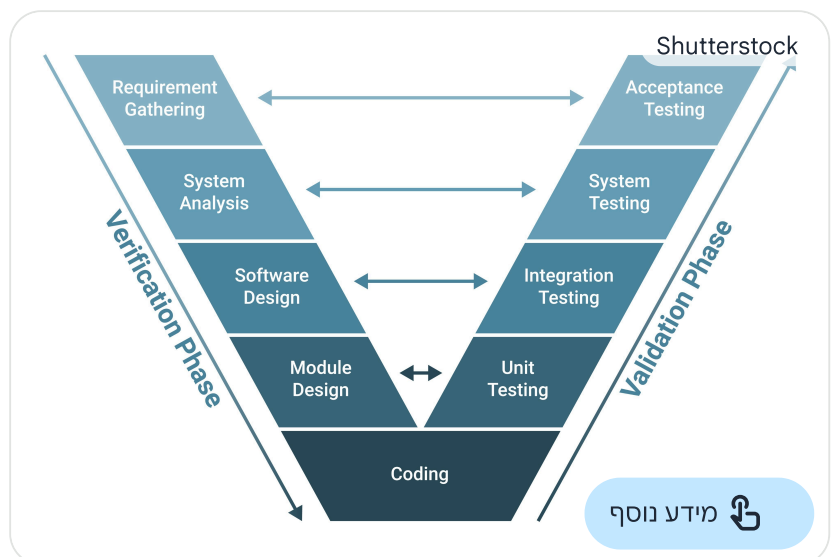 Shutterstock
Requirement
Gathering
Acceptance
Testing
System
Analysis
System
Testing
Verification Phase
Validation Phase
Software
Design
Integration
Testing
Module
Design
Unit
Testing
Coding
מידע נוסף